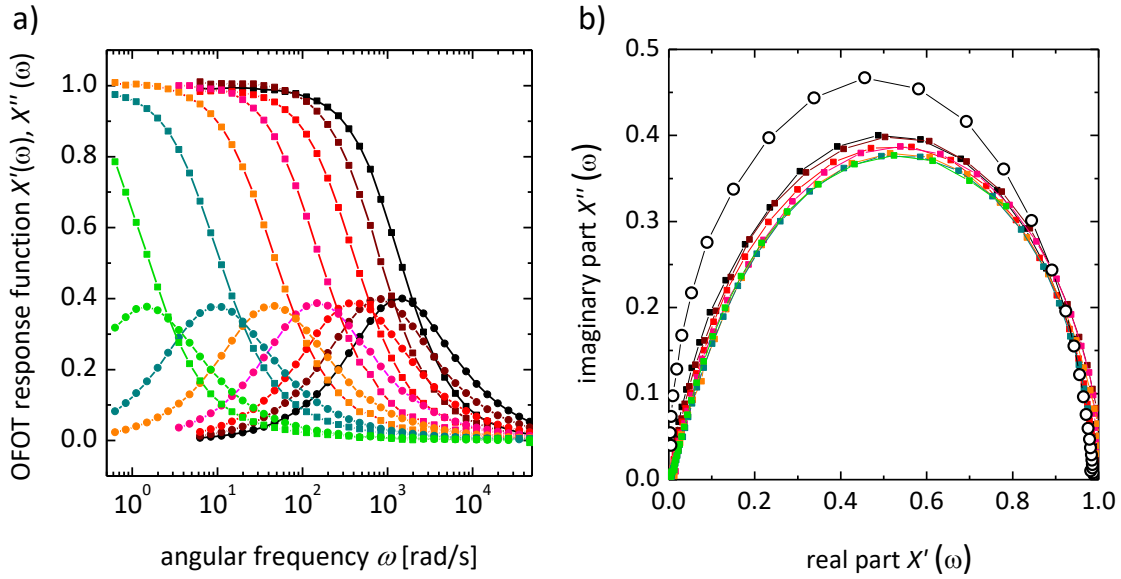 a)
OFOT response function X'(ω), X'' (ω)
1.0
0.8
0.6
0.4
0.2
0.0
10⁰ 10¹ 10² 10³ 10⁴
angular frequency ω [rad/s]
b)
imaginary part X'' (ω)
0.5
0.4
0.3
0.2
0.1
0.0
0.0 0.2 0.4 0.6 0.8 1.0
real part X' (ω)